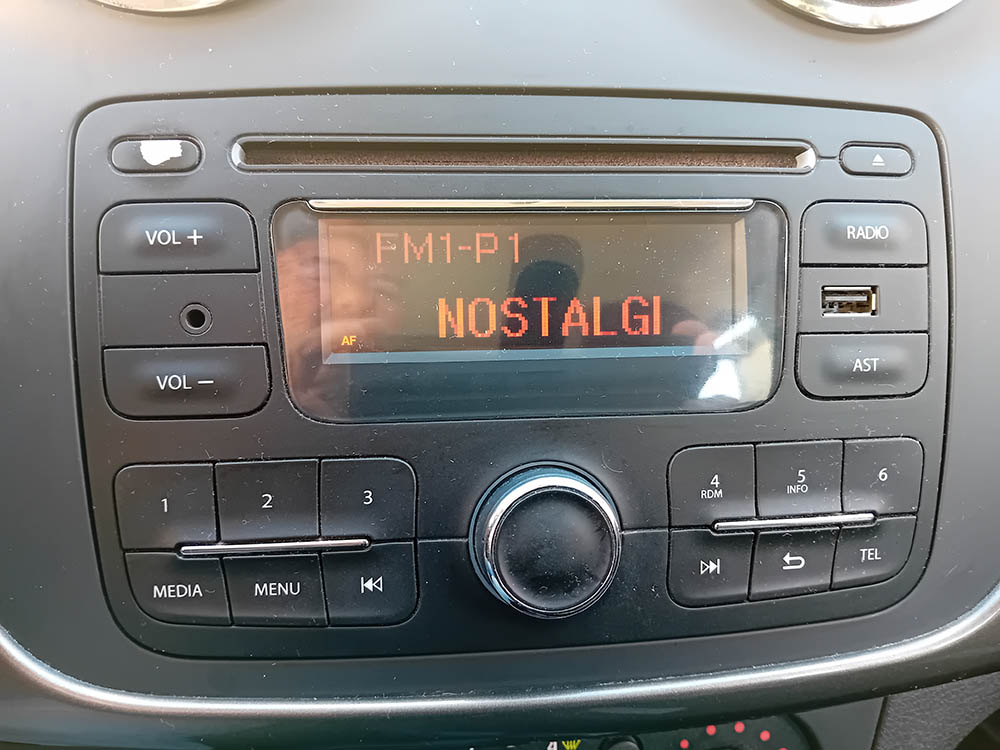 VOL +
RADIO
FM1-P1
NOSTALGI
AF
VOL −
AST
1 2 3
4 RDM
5 INFO
6
MEDIA MENU
TEL